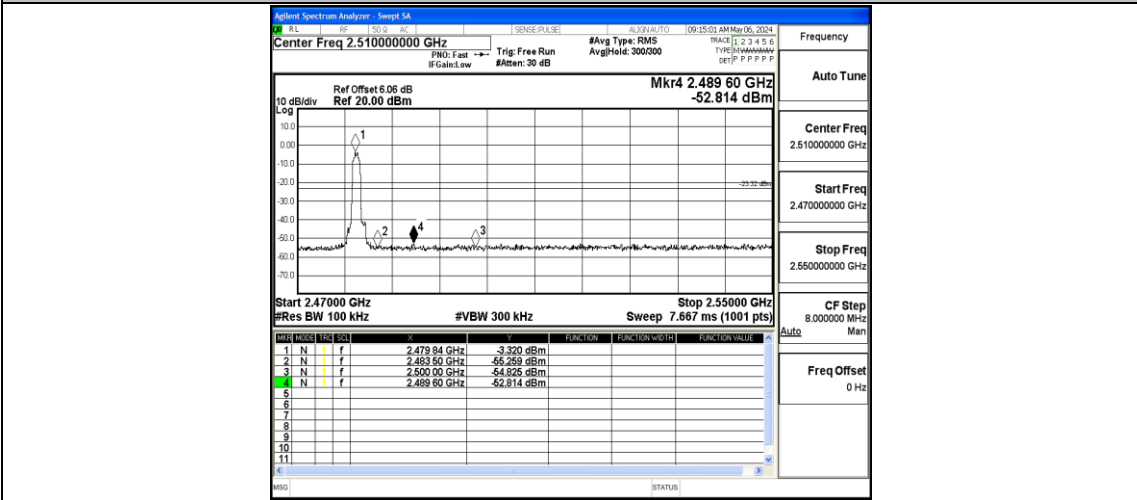 Agilent Spectrum Analyzer - Swept SA
RL RF 50 Ω AC SENSE:PULSE ALIGN AUTO 09:15:01 AM May 06, 2024
Center Freq 2.510000000 GHz
PNO: Fast
IFGain:Low
Trig: Free Run
#Atten: 30 dB
#Avg Type: RMS
Avg|Hold: 300/300
TRACE 1 2 3 4 5 6
TYPE MWWWWW
DET P P P P P P
Mkr4 2.489 60 GHz
-52.814 dBm
Ref Offset 6.06 dB
10 dB/div Ref 20.00 dBm
Log
10.0
0.00
-10.0
-20.0
-30.0
-40.0
-50.0
-60.0
-70.0
1
2
4
3
-23.32 dBm
Start 2.47000 GHz Stop 2.55000 GHz
#Res BW 100 kHz #VBW 300 kHz Sweep 7.667 ms (1001 pts)
MKR MODE TRC SCL X Y FUNCTION FUNCTION WIDTH FUNCTION VALUE
1 N 1 f 2.479 84 GHz -3.320 dBm
2 N 1 f 2.483 50 GHz -55.259 dBm
3 N 1 f 2.500 00 GHz -54.825 dBm
4 N 1 f 2.489 60 GHz -52.814 dBm
5
6
7
8
9
10
11
MSG STATUS
Frequency
Auto Tune
Center Freq
2.510000000 GHz
Start Freq
2.470000000 GHz
Stop Freq
2.550000000 GHz
CF Step
8.000000 MHz
Auto Man
Freq Offset
0 Hz